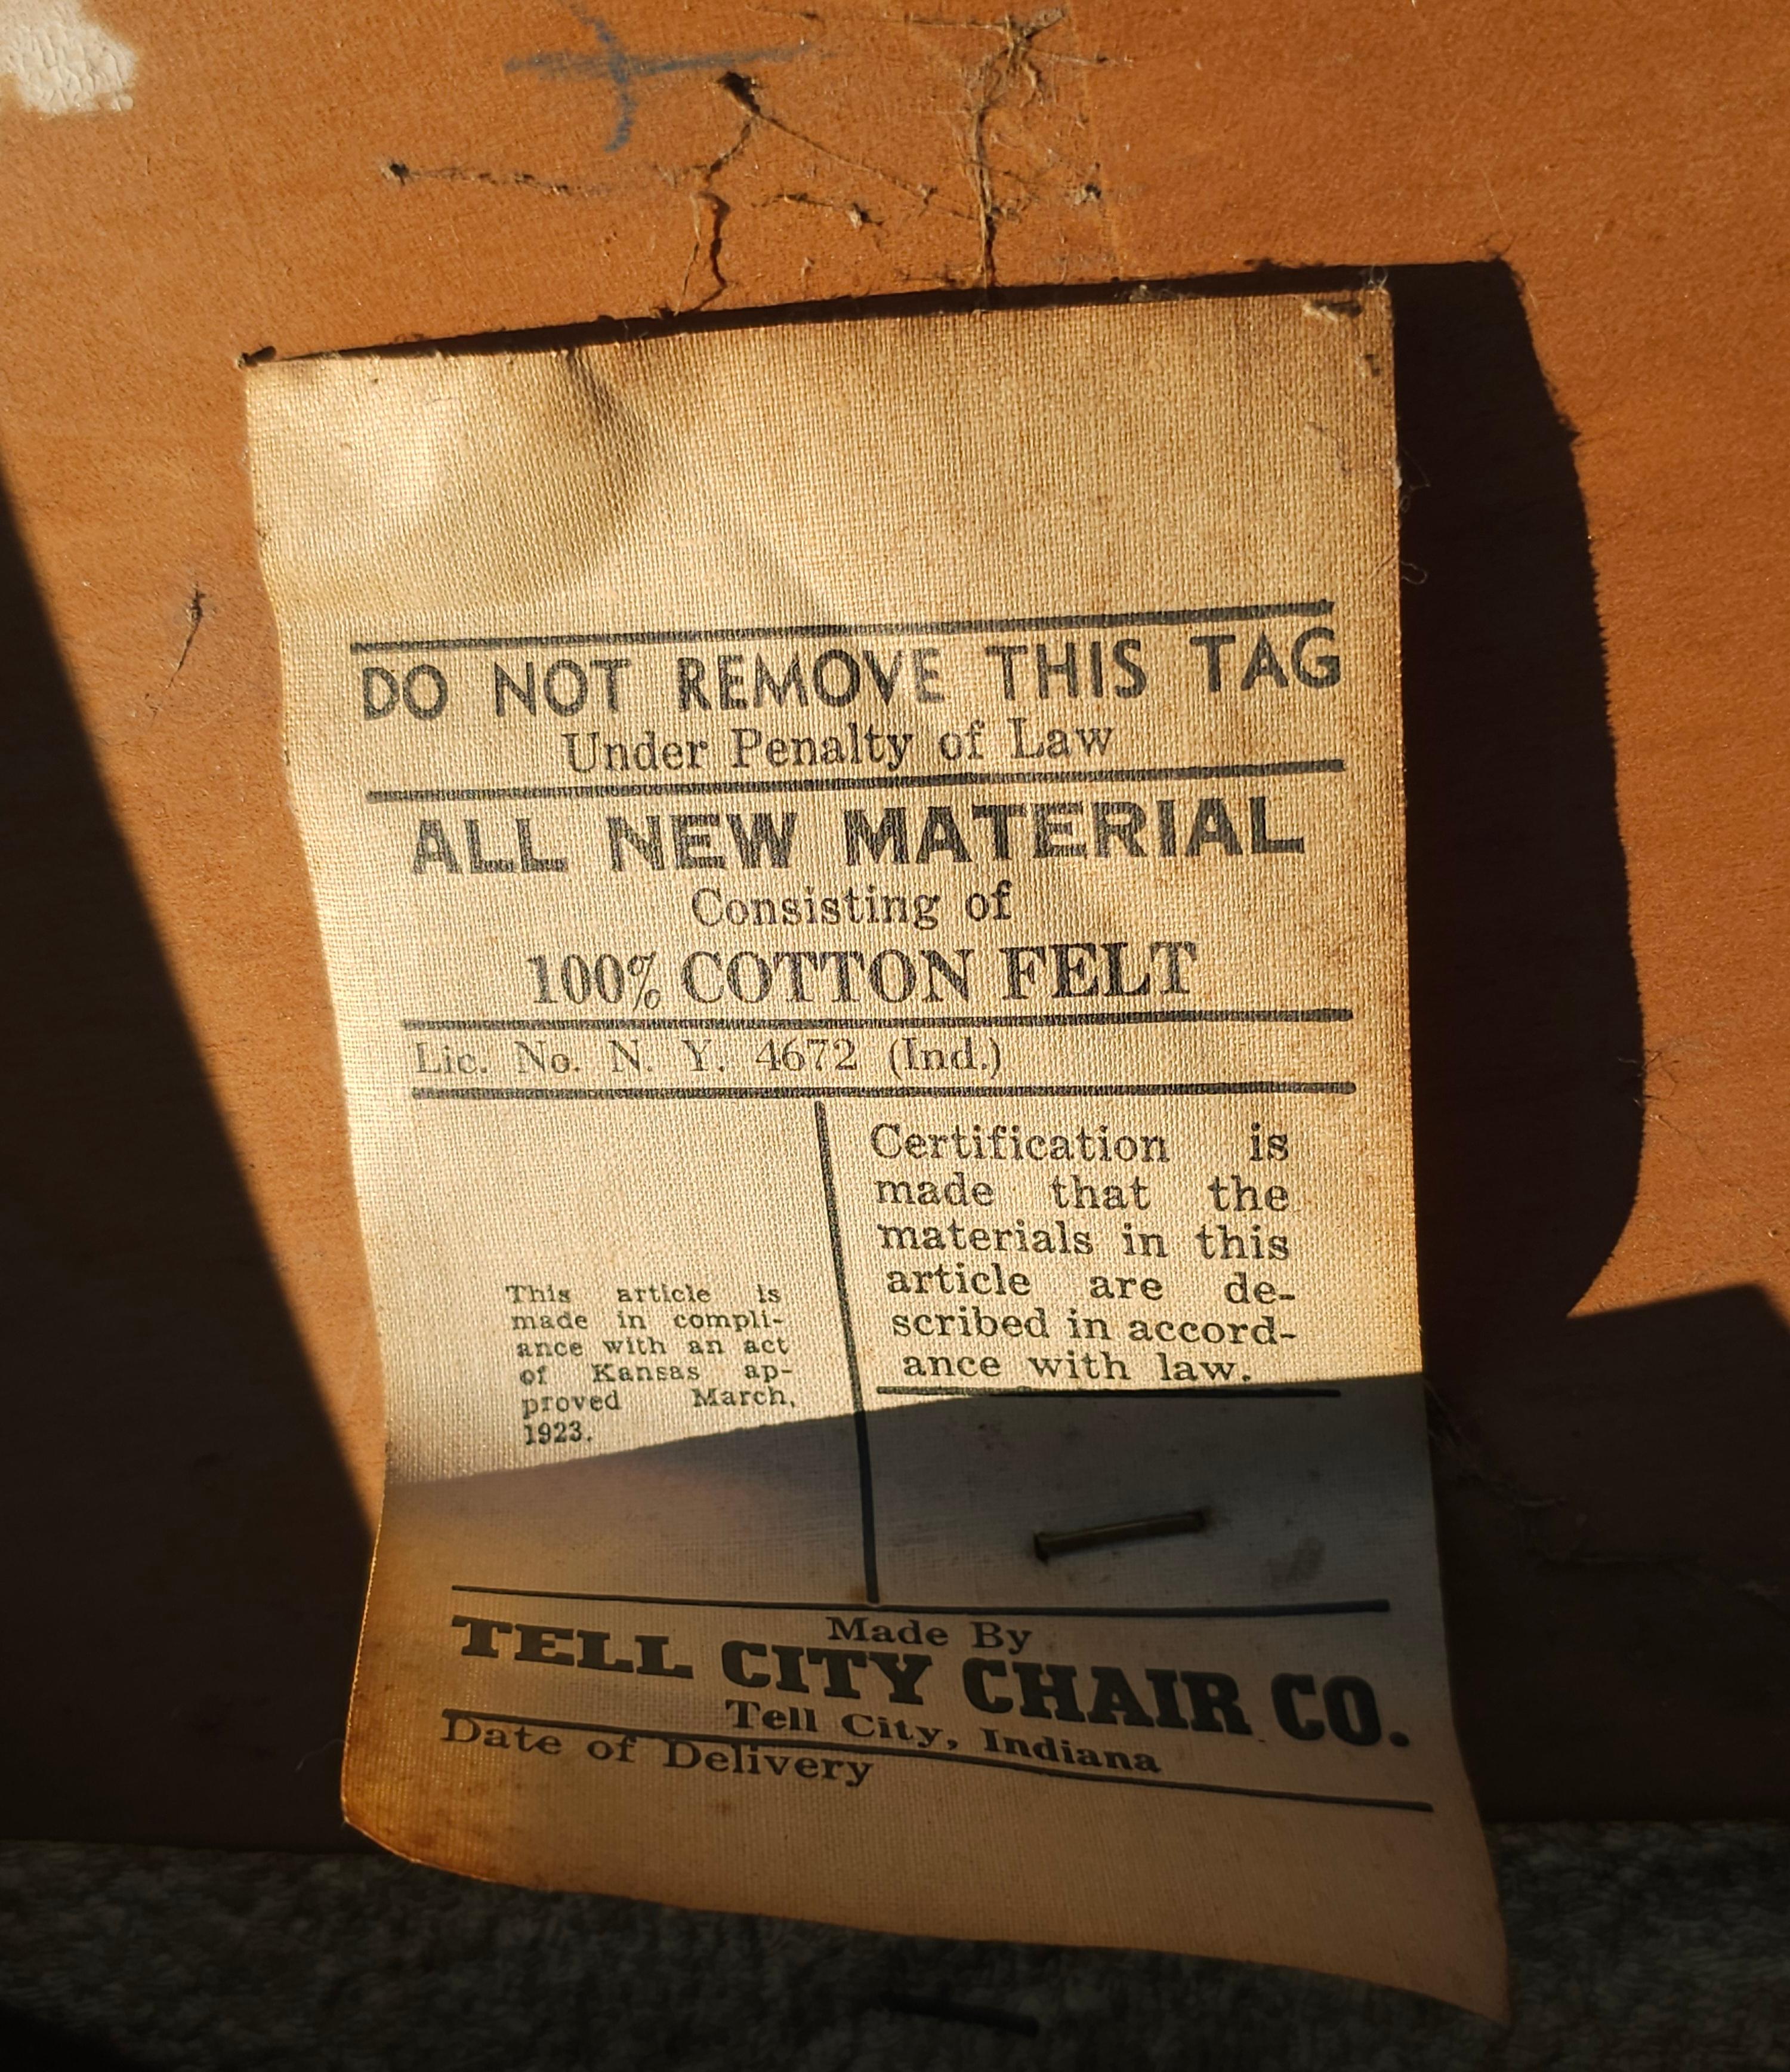 DO NOT REMOVE THIS TAG
Under Penalty of Law
ALL NEW MATERIAL
Consisting of
100% COTTON FELT
Lic. No. N. Y. 4672 (Ind.)
This article is
made in compli-
ance with an act
of Kansas ap-
proved March,
1923.
Certification is
made that the
materials in this
article are de-
scribed in accord-
ance with law.
Made By
TELL CITY CHAIR CO.
Tell City, Indiana
Date of Delivery